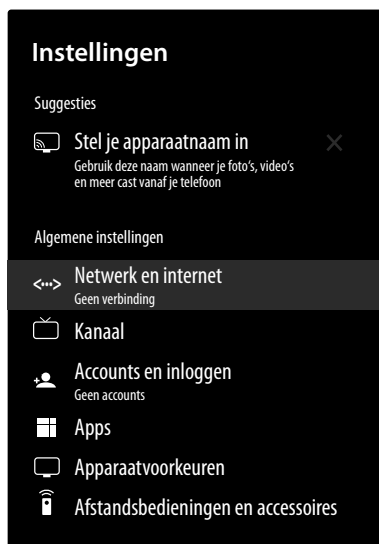 Instellingen
Suggesties
Stel je apparaatnaam in
Gebruik deze naam wanneer je foto's, video's
en meer cast vanaf je telefoon
Algemene instellingen
Netwerk en internet
Geen verbinding
Kanaal
Accounts en inloggen
Geen accounts
Apps
Apparaatvoorkeuren
Afstandsbedieningen en accessoires